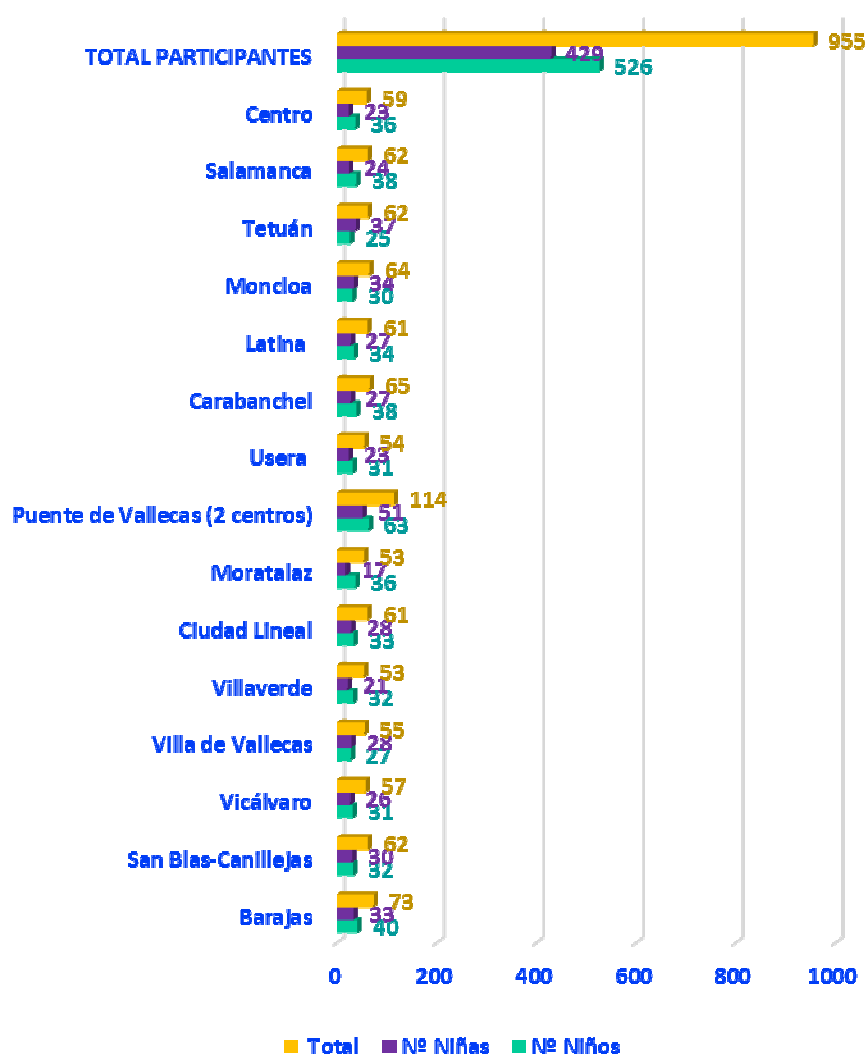 955
TOTAL PARTICIPANTES 429
526
59
Centro 23
36
62
Salamanca 24
38
62
Tetuán 37
25
64
Moncloa 34
30
61
Latina 27
34
65
Carabanchel 27
38
54
Usera 23
31
114
Puente de Vallecas (2 centros) 51
63
53
Moratalaz 17
36
61
Ciudad Lineal 28
33
53
Villaverde 21
32
55
Villa de Vallecas 28
27
57
Vicálvaro 26
31
62
San Blas-Canillejas 30
32
73
Barajas 33
40
0 200 400 600 800 1000
Total Nº Niñas Nº Niños